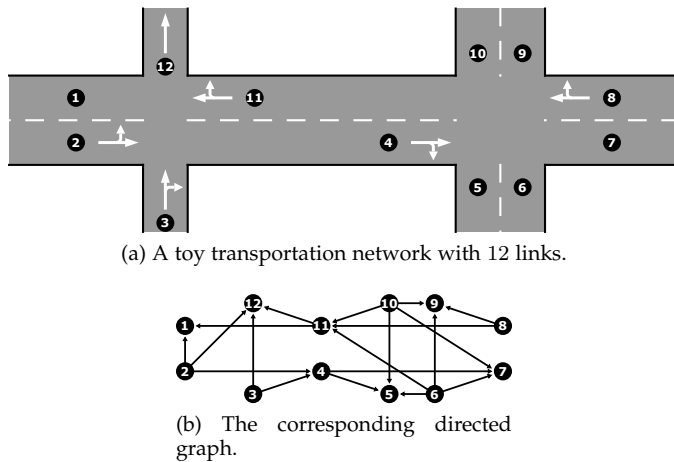 12 10 9
1 11 8
2 4 7
3 5 6
(a) A toy transportation network with 12 links.
12 10 9
1 11 8
2 4 7
3 5 6
(b) The corresponding directed
graph.